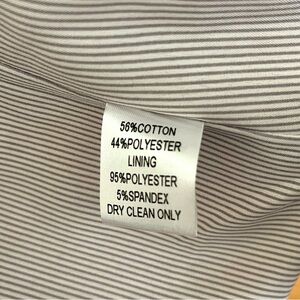 56%COTTON
44%POLYESTER
LINING
95%POLYESTER
5%SPANDEX
DRY CLEAN ONLY